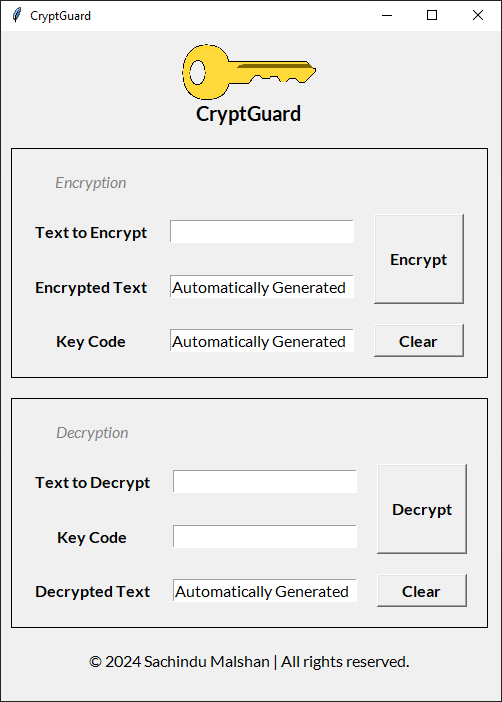 CryptGuard
CryptGuard
Encryption
Text to Encrypt
Encrypt
Encrypted Text Automatically Generated
Key Code Automatically Generated Clear
Decryption
Text to Decrypt
Decrypt
Key Code
Decrypted Text Automatically Generated Clear
© 2024 Sachindu Malshan | All rights reserved.